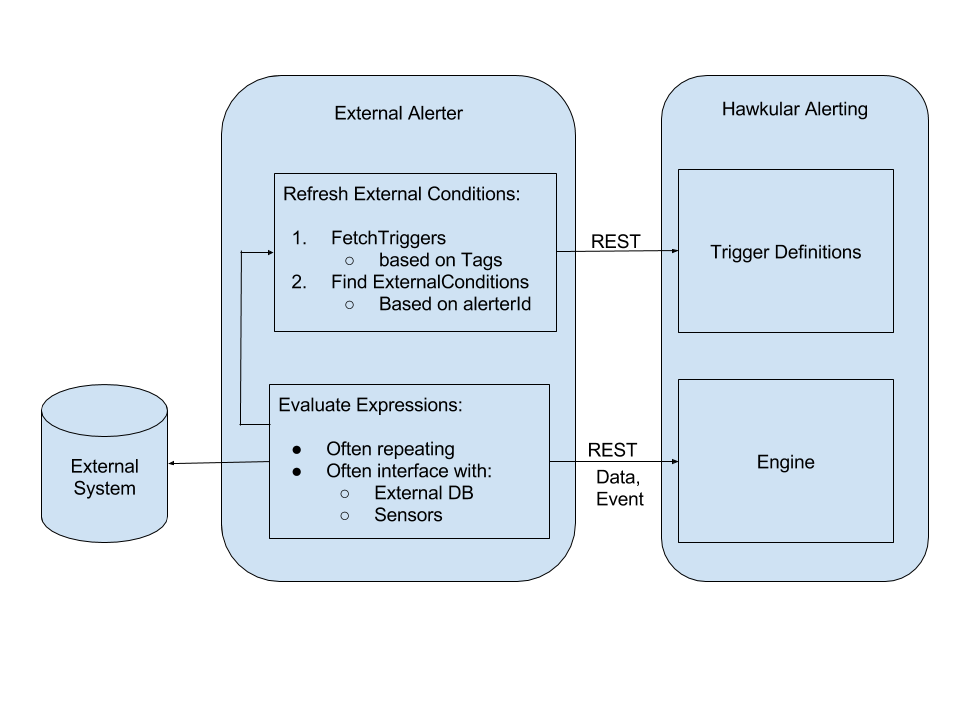 External Alerter
Refresh External Conditions:
1. FetchTriggers
○ based on Tags
2. Find ExternalConditions
○ Based on alerterId
Evaluate Expressions:
● Often repeating
● Often interface with:
○ External DB
○ Sensors
External
System
REST
REST
Data,
Event
Hawkular Alerting
Trigger Definitions
Engine